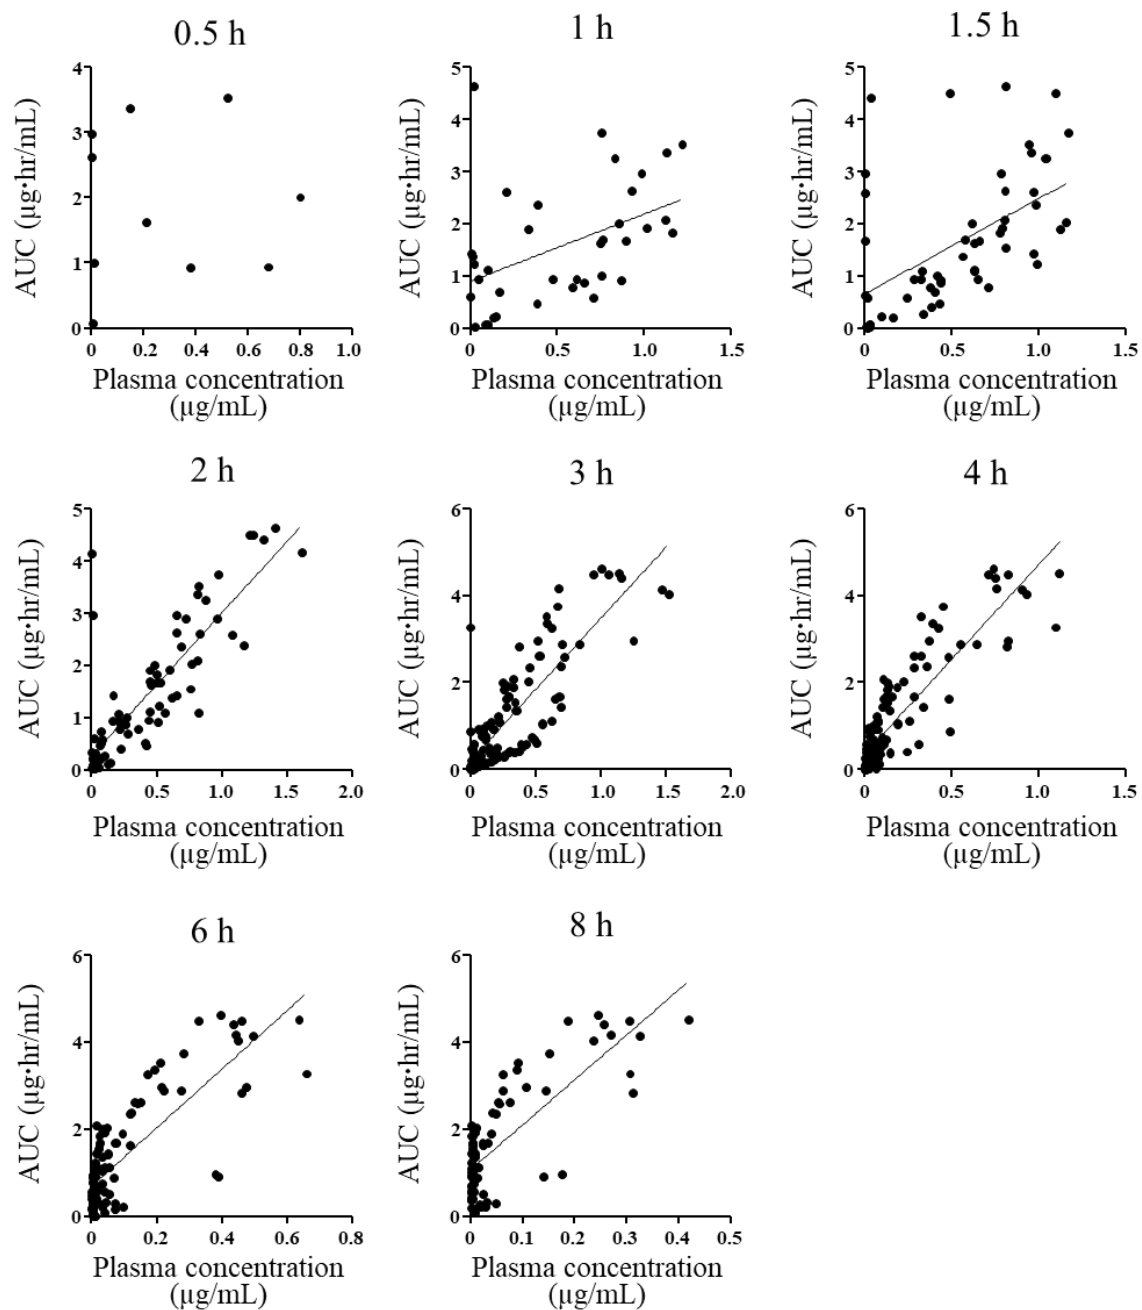 0.5 h
1 h
1.5 h
AUC (µg·hr/mL)
4
3
2
1
0
0 0.2 0.4 0.6 0.8 1.0
Plasma concentration
(µg/mL)
AUC (µg·hr/mL)
5
4
3
2
1
0
0 0.5 1.0 1.5
Plasma concentration
(µg/mL)
AUC (µg·hr/mL)
5
4
3
2
1
0
0 0.5 1.0 1.5
Plasma concentration
(µg/mL)
2 h
3 h
4 h
AUC (µg·hr/mL)
5
4
3
2
1
0
0 0.5 1.0 1.5 2.0
Plasma concentration
(µg/mL)
AUC (µg·hr/mL)
6
4
2
0
0 0.5 1.0 1.5 2.0
Plasma concentration
(µg/mL)
AUC (µg·hr/mL)
6
4
2
0
0 0.5 1.0 1.5
Plasma concentration
(µg/mL)
6 h
8 h
AUC (µg·hr/mL)
6
4
2
0
0 0.2 0.4 0.6 0.8
Plasma concentration
(µg/mL)
AUC (µg·hr/mL)
6
4
2
0
0 0.1 0.2 0.3 0.4 0.5
Plasma concentration
(µg/mL)